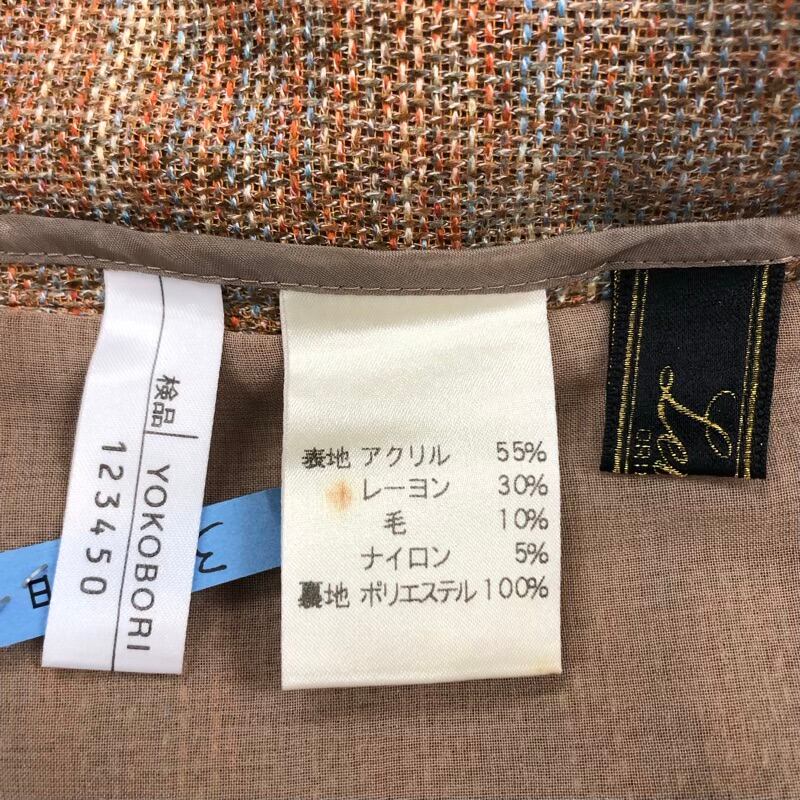 検品 YOKOBORI
123450
表地 アクリル 55%
レーヨン 30%
毛 10%
ナイロン 5%
裏地 ポリエステル 100%
日